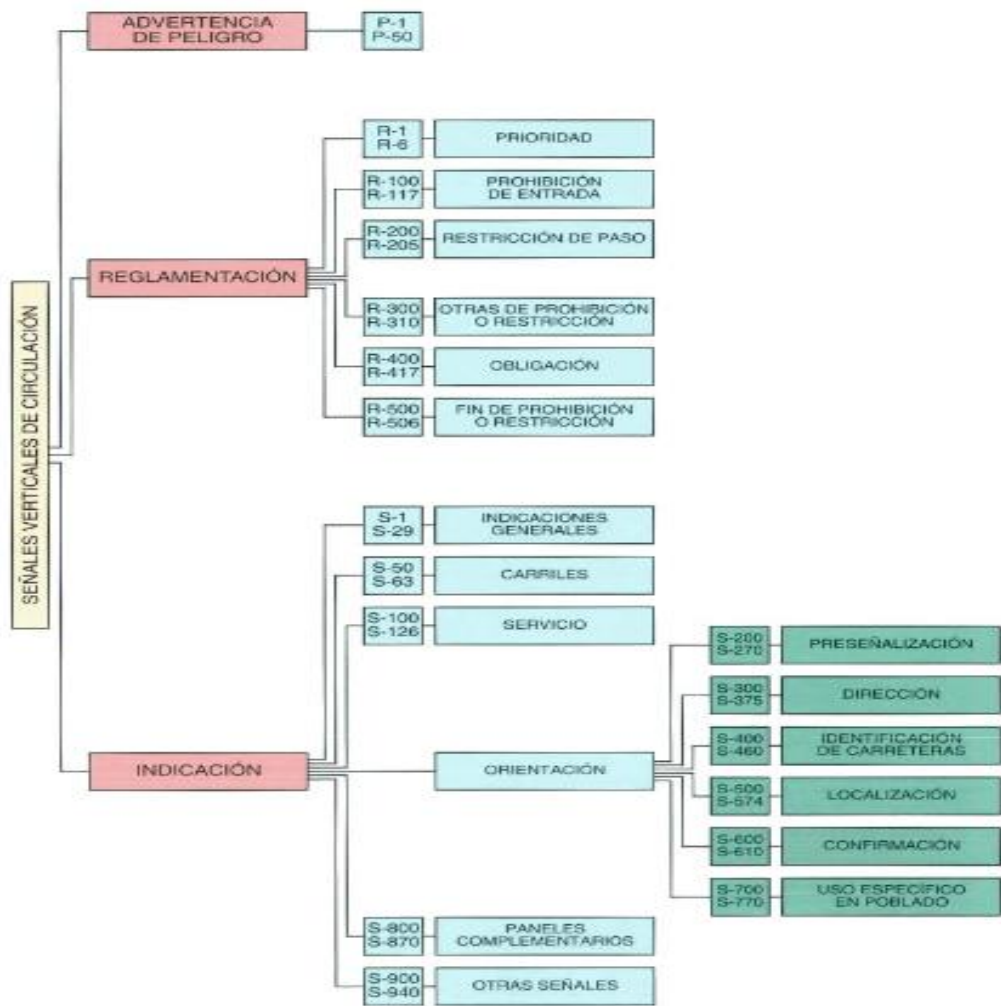 ADVERTENCIA
DE PELIGRO
P-1
P-50
R-1
R-6
PRIORIDAD
R-100
R-117
PROHIBICIÓN
DE ENTRADA
R-200
R-205
RESTRICCIÓN DE PASO
REGLAMENTACIÓN
R-300
R-310
OTRAS DE PROHIBICIÓN
O RESTRICCIÓN
R-400
R-417
OBLIGACIÓN
R-500
R-506
FIN DE PROHIBICIÓN
O RESTRICCIÓN
SEÑALES VERTICALES DE CIRCULACIÓN
S-1
S-29
INDICACIONES
GENERALES
S-50
S-63
CARRILES
S-100
S-126
SERVICIO
INDICACIÓN
ORIENTACIÓN
S-200
S-270
PRESEÑALIZACIÓN
S-300
S-375
DIRECCIÓN
S-400
S-460
IDENTIFICACIÓN
DE CARRETERAS
S-500
S-574
LOCALIZACIÓN
S-600
S-610
CONFIRMACIÓN
S-700
S-770
USO ESPECÍFICO
EN POBLADO
S-800
S-870
PANELES
COMPLEMENTARIOS
S-900
S-940
OTRAS SEÑALES